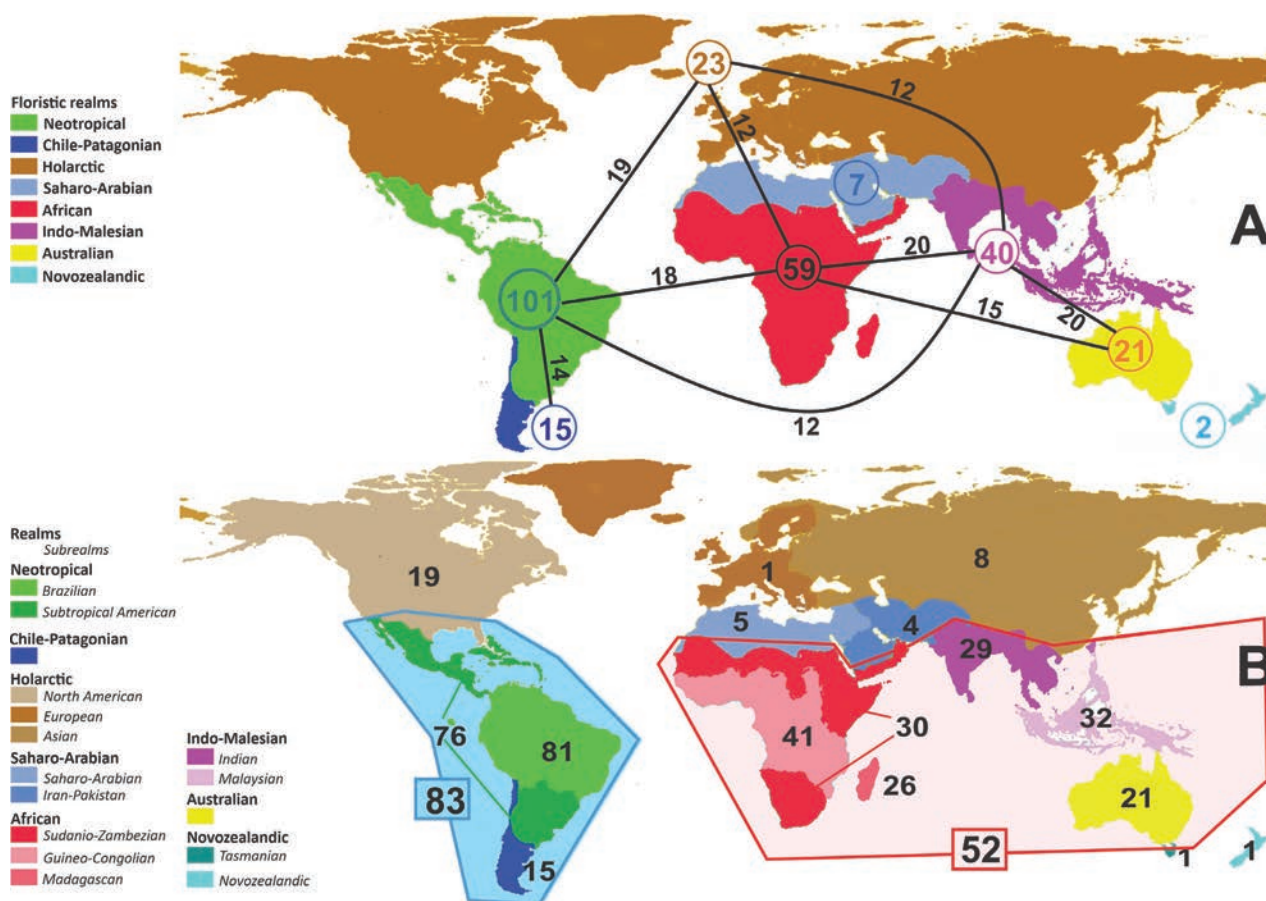 Floristic realms
Neotropical
Chile-Patagonian
Holarctic
Saharo-Arabian
African
Indo-Malesian
Australian
Novozealandic
23
12
12
19
7
A
101
18
59
20
40
15
20
21
14
15
12
2
Realms
Subrealms
Neotropical
Brazilian
Subtropical American
Chile-Patagonian
Holarctic
North American
European
Asian
Saharo-Arabian
Saharo-Arabian
Iran-Pakistan
African
Sudanio-Zambezian
Guineo-Congolian
Madagascan
Indo-Malesian
Indian
Malaysian
Australian
Novozealandic
Tasmanian
Novozealandic
19
1
8
5
4
29
B
76
81
41
30
32
83
26
21
15
52
1
1